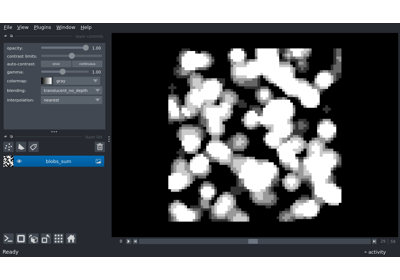 File View Plugins Window Help
opacity: 1.00
contrast limits:
auto-contrast: once continuous
gamma: 1.00
colormap: gray
blending: translucent_no_depth
interpolation: nearest
blobs_sum
Ready
activity